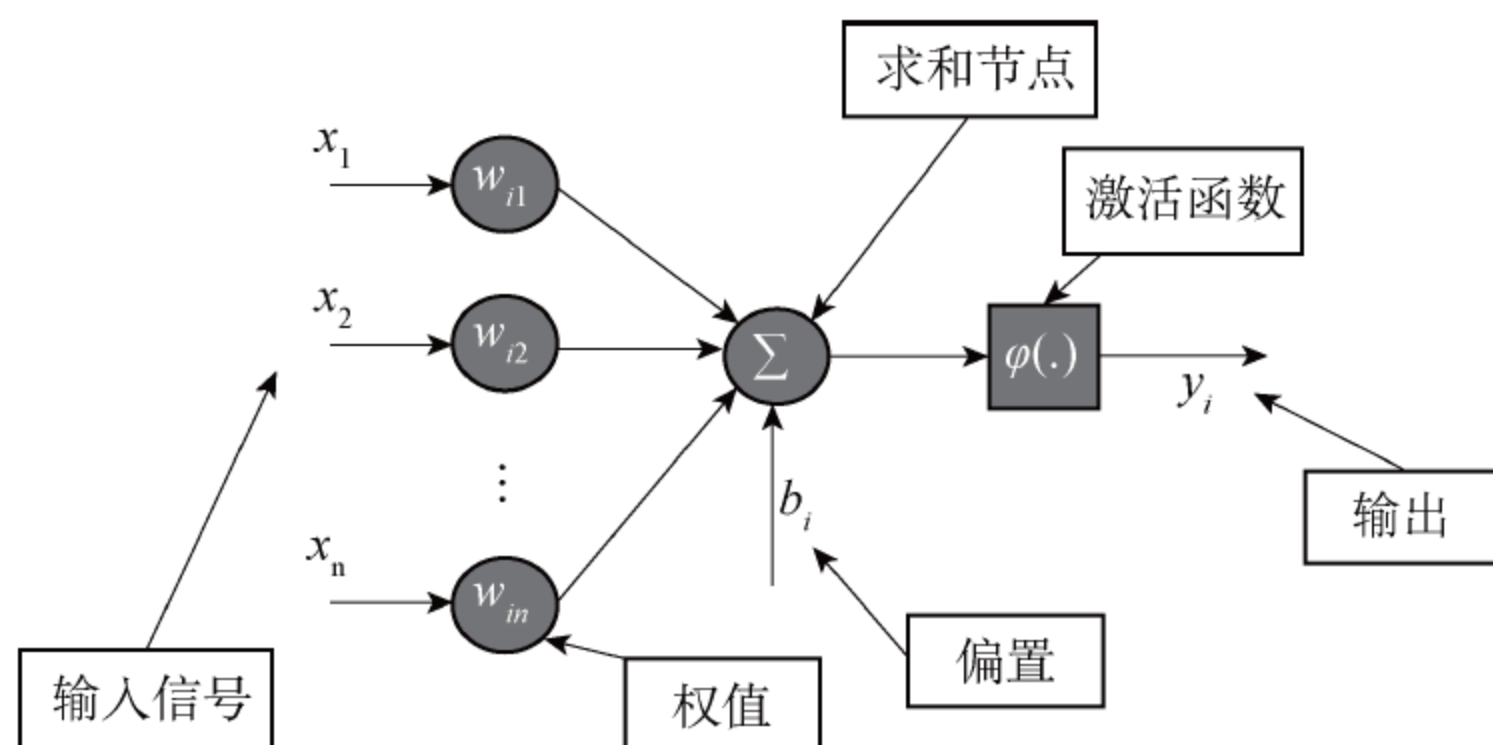 求和节点
x1
wi1
激活函数
x2
wi2
∑
φ(.)
yi
⋮
bi
输出
xn
win
偏置
输入信号
权值